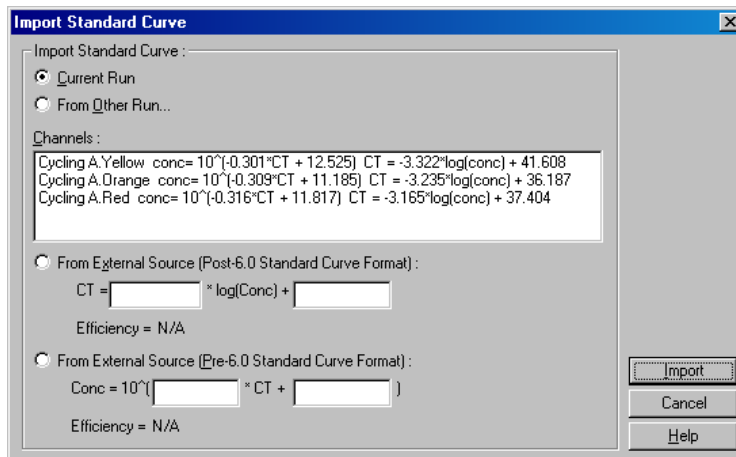 Import Standard Curve
Import Standard Curve :
Current Run
From Other Run...
Channels :
Cycling A.Yellow conc= 10^(-0.301*CT + 12.525) CT = -3.322*log(conc) + 41.608
Cycling A.Orange conc= 10^(-0.309*CT + 11.185) CT = -3.235*log(conc) + 36.187
Cycling A.Red conc= 10^(-0.316*CT + 11.817) CT = -3.165*log(conc) + 37.404
From External Source (Post-6.0 Standard Curve Format) :
CT = * log(Conc) +
Efficiency = N/A
From External Source (Pre-6.0 Standard Curve Format) :
Conc = 10^( * CT + )
Efficiency = N/A
Import
Cancel
Help